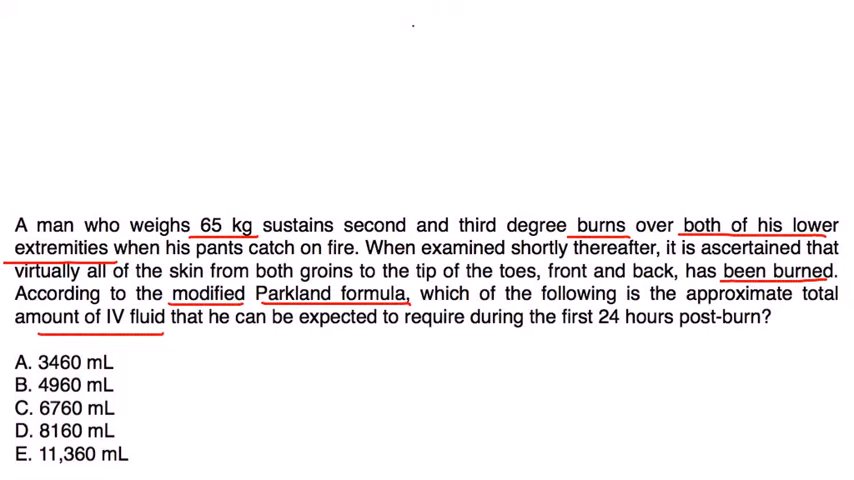 A man who weighs 65 kg sustains second and third degree burns over both of his lower
extremities when his pants catch on fire. When examined shortly thereafter, it is ascertained that
virtually all of the skin from both groins to the tip of the toes, front and back, has been burned.
According to the modified Parkland formula, which of the following is the approximate total
amount of IV fluid that he can be expected to require during the first 24 hours post-burn?
A. 3460 mL
B. 4960 mL
C. 6760 mL
D. 8160 mL
E. 11,360 mL